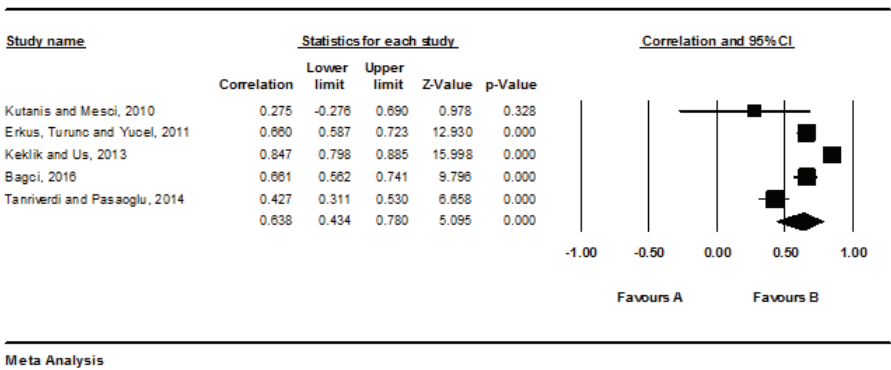 Study name Statistics for each study Correlation and 95% CI
Lower Upper
Correlation limit limit Z-Value p-Value
Kutanis and Mesci, 2010 0.275 -0.276 0.690 0.978 0.328
Erkus, Turunc and Yucel, 2011 0.660 0.587 0.723 12.930 0.000
Keklik and Us, 2013 0.847 0.798 0.885 15.998 0.000
Bagci, 2016 0.661 0.562 0.741 9.796 0.000
Tanriverdi and Pasaoglu, 2014 0.427 0.311 0.530 6.658 0.000
0.638 0.434 0.780 5.095 0.000
-1.00 -0.50 0.00 0.50 1.00
Favours A Favours B
Meta Analysis